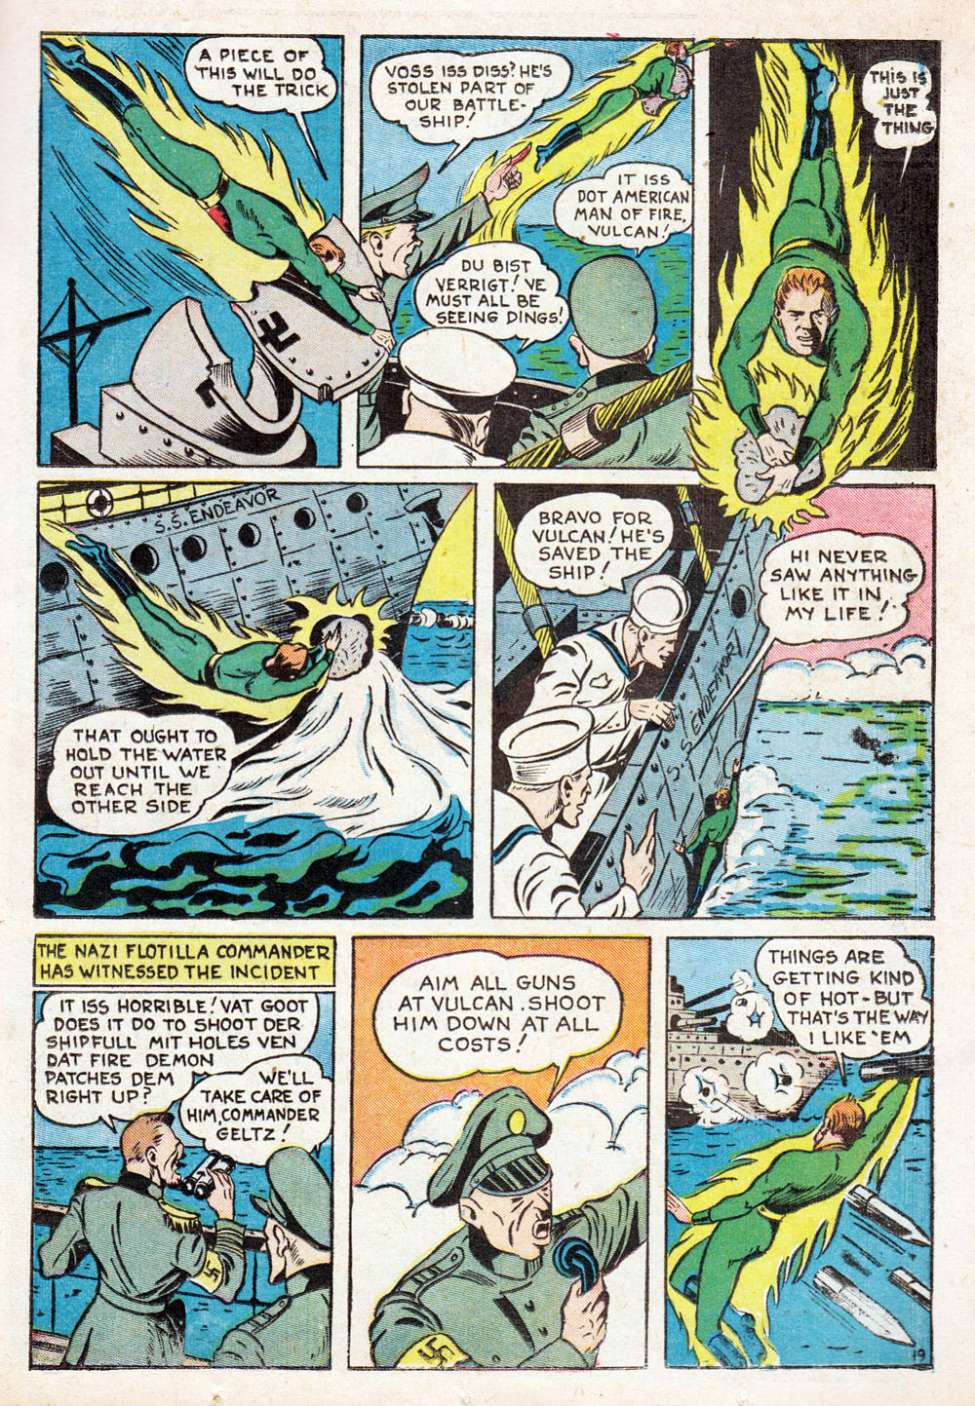 A PIECE OF
THIS WILL DO
THE TRICK
VOSS ISS DISS? HE'S
STOLEN PART OF
OUR BATTLE-
SHIP!
IT ISS
DOT AMERICAN
MAN OF FIRE,
VULCAN!
DU BIST
VERRIGT! VE
MUST ALL BE
SEEING DINGS!
THIS IS
JUST
THE
THING
S.S. ENDEAVOR
THAT OUGHT TO
HOLD THE WATER
OUT UNTIL WE
REACH THE
OTHER SIDE
BRAVO FOR
VULCAN! HE'S
SAVED THE
SHIP!
HI NEVER
SAW ANYTHING
LIKE IT IN
MY LIFE!
S.S. ENDEAVOR
THE NAZI FLOTILLA COMMANDER
HAS WITNESSED THE INCIDENT
IT ISS HORRIBLE! VAT GOOT
DOES IT DO TO SHOOT DER
SHIPFULL MIT HOLES VEN
DAT FIRE DEMON
PATCHES DEM
RIGHT UP?
WE'LL
TAKE CARE OF
HIM, COMMANDER
GELTZ!
AIM ALL GUNS
AT VULCAN. SHOOT
HIM DOWN AT ALL
COSTS!
THINGS ARE
GETTING KIND
OF HOT-BUT
THAT'S THE WAY
I LIKE 'EM
19